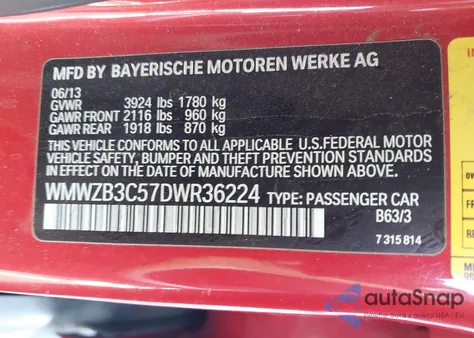 MFD BY BAYERISCHE MOTOREN WERKE AG
06/13
GVWR 3924 lbs 1780 kg
GAWR FRONT 2116 lbs 960 kg
GAWR REAR 1918 lbs 870 kg
THIS VEHICLE CONFORMS TO ALL APPLICABLE U.S.FEDERAL MOTOR
VEHICLE SAFETY, BUMPER AND THEFT PREVENTION STANDARDS
IN EFFECT ON THE DATE OF MANUFACTURE SHOWN ABOVE.
WMWZB3C57DWR36224 TYPE: PASSENGER CAR
B63/3
7 315 814
autoSnap